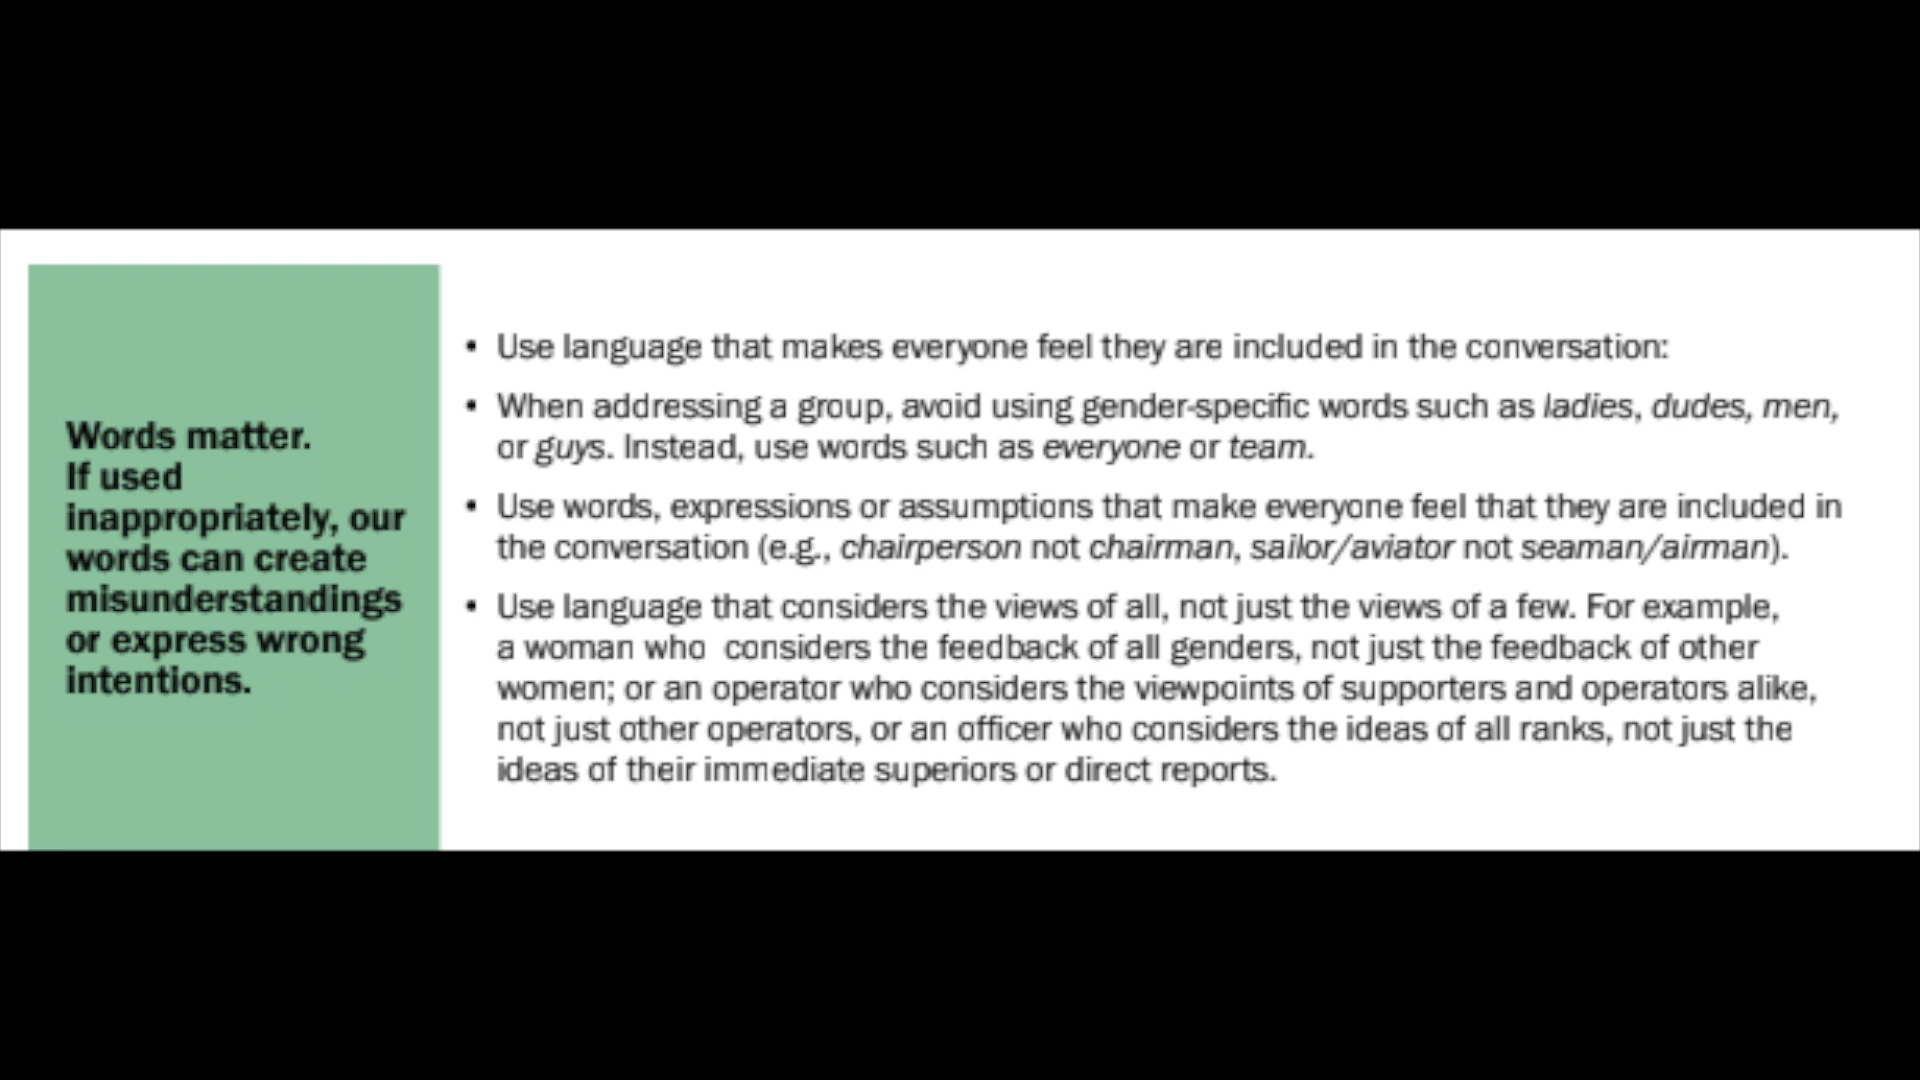 Words matter.
If used
inappropriately, our
words can create
misunderstandings
or express wrong
intentions.
• Use language that makes everyone feel they are included in the conversation:
• When addressing a group, avoid using gender-specific words such as ladies, dudes, men,
or guys. Instead, use words such as everyone or team.
• Use words, expressions or assumptions that make everyone feel that they are included in
the conversation (e.g., chairperson not chairman, sailor/aviator not seaman/airman).
• Use language that considers the views of all, not just the views of a few. For example,
a woman who considers the feedback of all genders, not just the feedback of other
women; or an operator who considers the viewpoints of supporters and operators alike,
not just other operators, or an officer who considers the ideas of all ranks, not just the
ideas of their immediate superiors or direct reports.